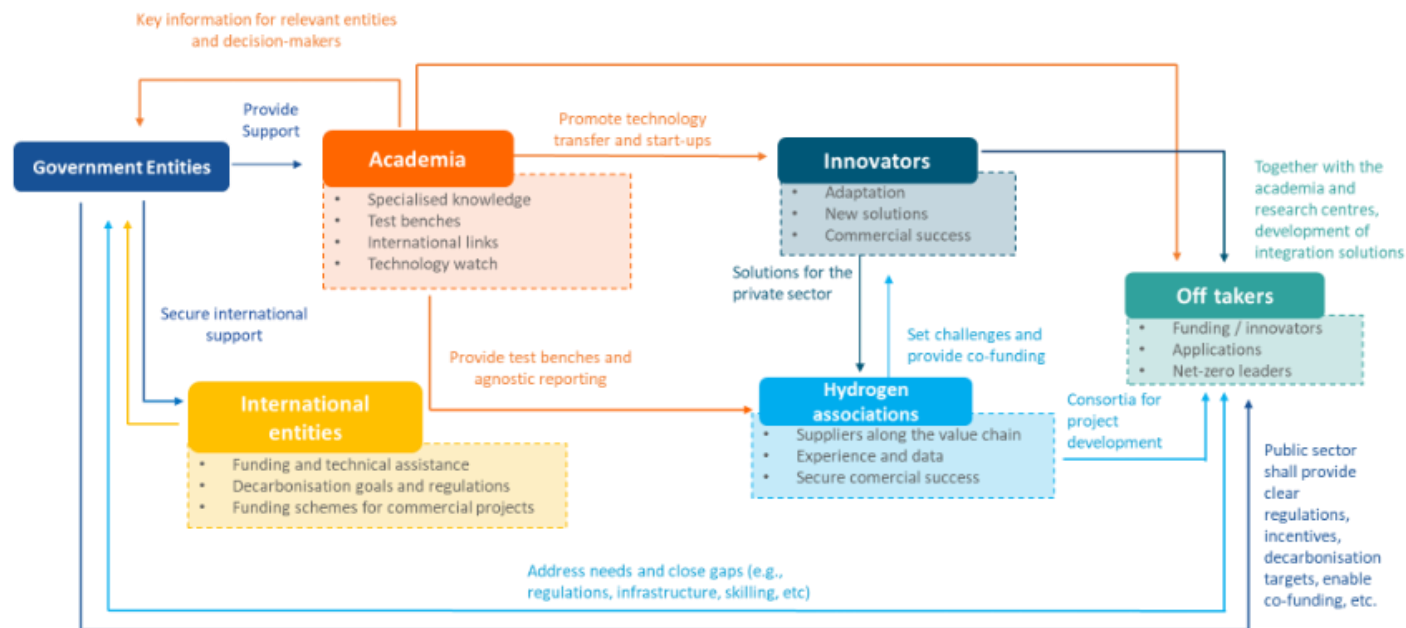 Key information for relevant entities
and decision-makers
Provide
Support
Government Entities
Academia
• Specialised knowledge
• Test benches
• International links
• Technology watch
Promote technology
transfer and start-ups
Innovators
• Adaptation
• New solutions
• Commercial success
Together with the
academia and
research centres,
development of
integration solutions
Solutions for the
private sector
Set challenges and
provide co-funding
Off takers
• Funding / innovators
• Applications
• Net-zero leaders
Secure international
support
Provide test benches and
agnostic reporting
International
entities
• Funding and technical assistance
• Decarbonisation goals and regulations
• Funding schemes for commercial projects
Hydrogen
associations
• Suppliers along the value chain
• Experience and data
• Secure comercial success
Consortia for
project
development
Public sector
shall provide
clear
regulations,
incentives,
decarbonisation
targets, enable
co-funding, etc.
Address needs and close gaps (e.g.,
regulations, infrastructure, skilling, etc)